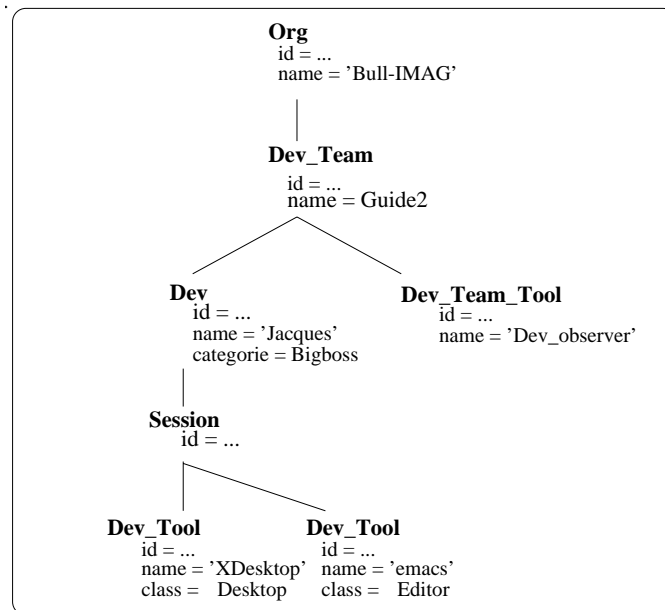 Org
id = ...
name = 'Bull-IMAG'
Dev_Team
id = ...
name = Guide2
Dev
id = ...
name = 'Jacques'
categorie = Bigboss
Dev_Team_Tool
id = ...
name = 'Dev_observer'
Session
id = ...
Dev_Tool
id = ...
name = 'XDesktop'
class = Desktop
Dev_Tool
id = ...
name = 'emacs'
class = Editor